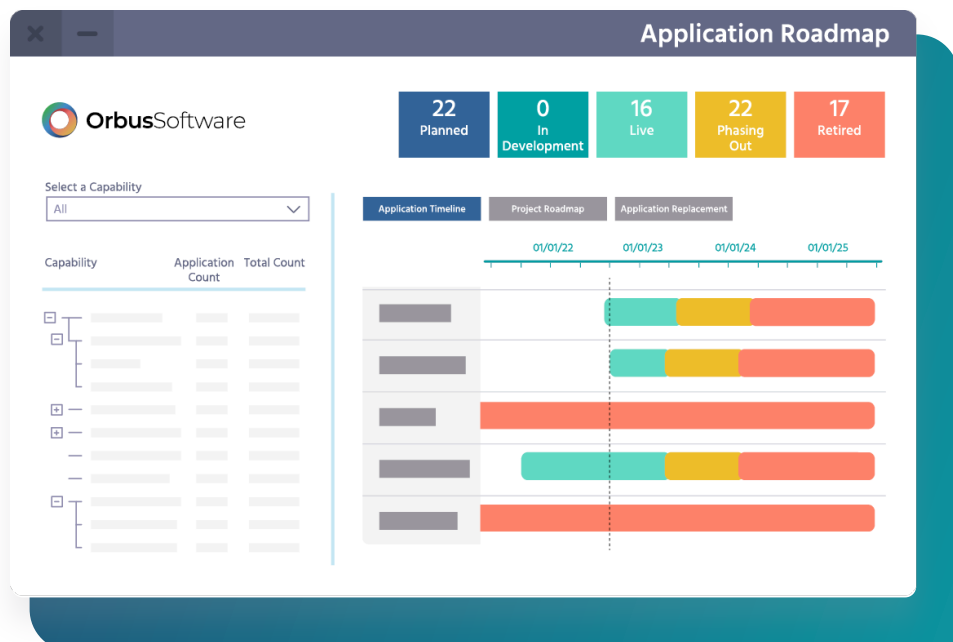 Application Roadmap
OrbusSoftware
22
Planned
0
In
Development
16
Live
22
Phasing
Out
17
Retired
Select a Capability
All
Capability
Application
Count
Total Count
Application Timeline
Project Roadmap
Application Replacement
01/01/22
01/01/23
01/01/24
01/01/25